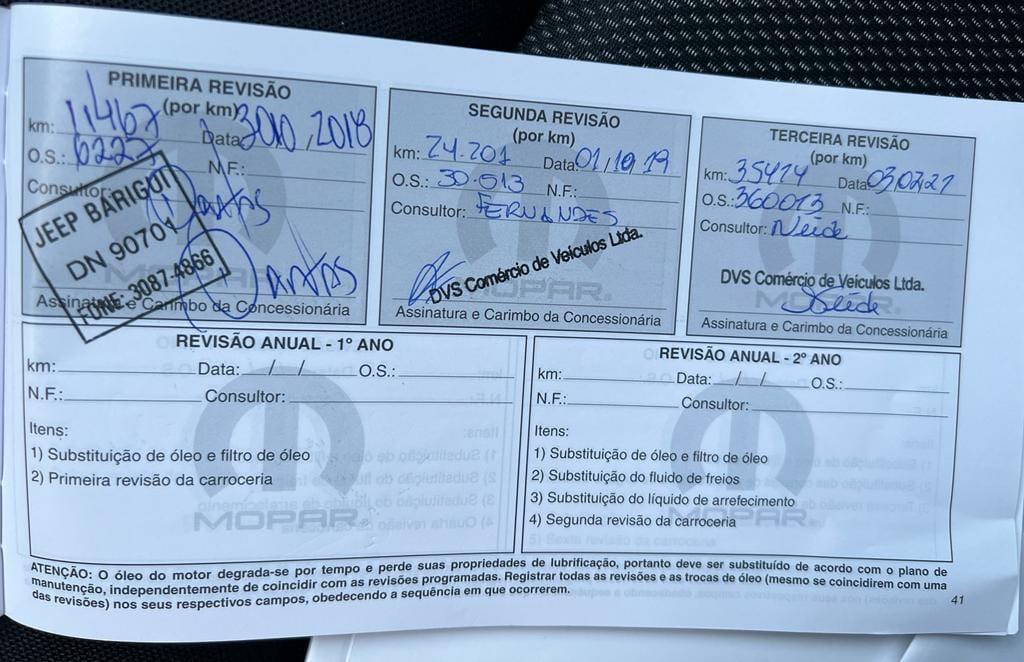 PRIMEIRA REVISÃO
(por km)
km: 11467 Data: 2018
O.S.: 6227 N.F.:
Consultor: Dantas
JEEP BARIGUI
DN 90701
FONE: 3087-4866
Dantas
MOPAR
Assinatura e Carimbo da Concessionária
SEGUNDA REVISÃO
(por km)
km: 24.201 Data: 01/10/19
O.S.: 30.013 N.F.:
Consultor: FERNANDES
DVS Comércio de Veículos Ltda.
MOPAR
Assinatura e Carimbo da Concessionária
TERCEIRA REVISÃO
(por km)
km: 35414 Data: 03/02/21
O.S.: 360013 N.F.:
Consultor: Neide
DVS Comércio de Veículos Ltda.
Neide
MOPAR
Assinatura e Carimbo da Concessionária
REVISÃO ANUAL - 1º ANO
km: Data: / / O.S.:
N.F.: Consultor:
Itens:
1) Substituição de óleo e filtro de óleo
2) Primeira revisão da carroceria
MOPAR
REVISÃO ANUAL - 2º ANO
km: Data: / / O.S.:
N.F.: Consultor:
Itens:
1) Substituição de óleo e filtro de óleo
2) Substituição do fluido de freios
3) Substituição do líquido de arrefecimento
4) Segunda revisão da carroceria
MOPAR
ATENÇÃO: O óleo do motor degrada-se por tempo e perde suas propriedades de lubrificação, portanto deve ser substituído de acordo com o plano de
manutenção, independentemente de coincidir com as revisões programadas. Registrar todas as revisões e as trocas de óleo (mesmo se coincidirem com uma
das revisões) nos seus respectivos campos, obedecendo a sequência em que ocorrerem.
41